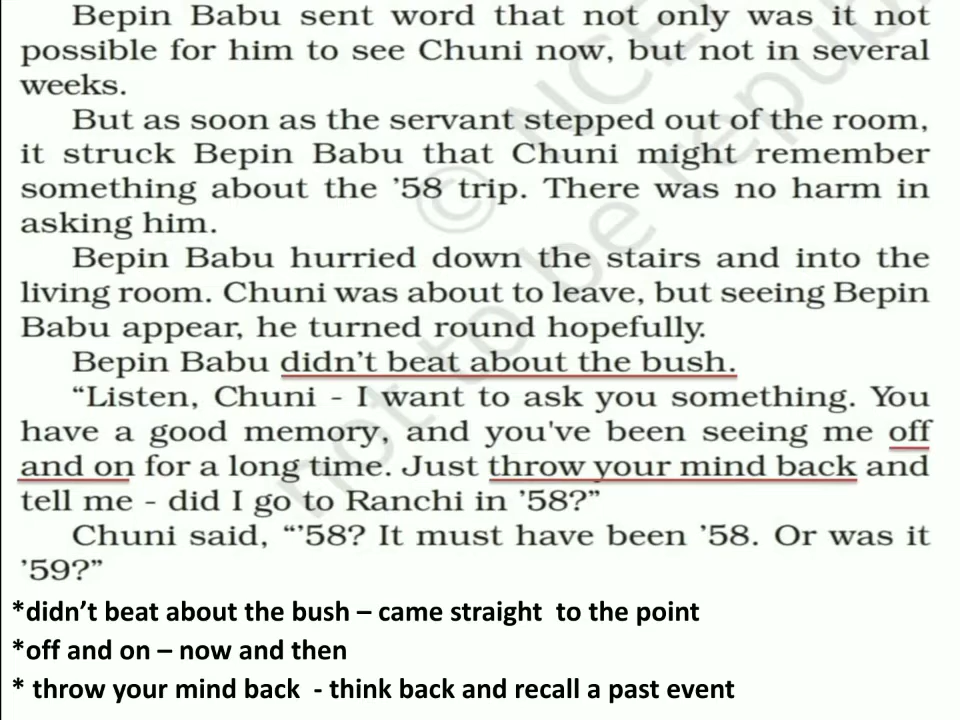 Bepin Babu sent word that not only was it not
possible for him to see Chuni now, but not in several
weeks.
But as soon as the servant stepped out of the room,
it struck Bepin Babu that Chuni might remember
something about the ’58 trip. There was no harm in
asking him.
Bepin Babu hurried down the stairs and into the
living room. Chuni was about to leave, but seeing Bepin
Babu appear, he turned round hopefully.
Bepin Babu didn’t beat about the bush.
“Listen, Chuni - I want to ask you something. You
have a good memory, and you've been seeing me off
and on for a long time. Just throw your mind back and
tell me - did I go to Ranchi in ’58?”
Chuni said, “’58? It must have been ’58. Or was it
’59?”
*didn’t beat about the bush – came straight to the point
*off and on – now and then
* throw your mind back - think back and recall a past event
© NCE
not to be republ